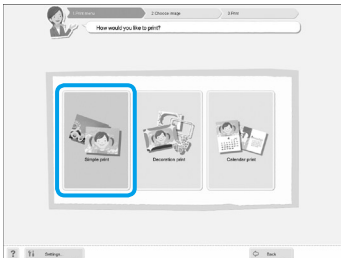 1 Print menu
2 Choose image
3 Print
How would you like to print?
Simple print
Decoration print
Calendar print
? Settings..
Back